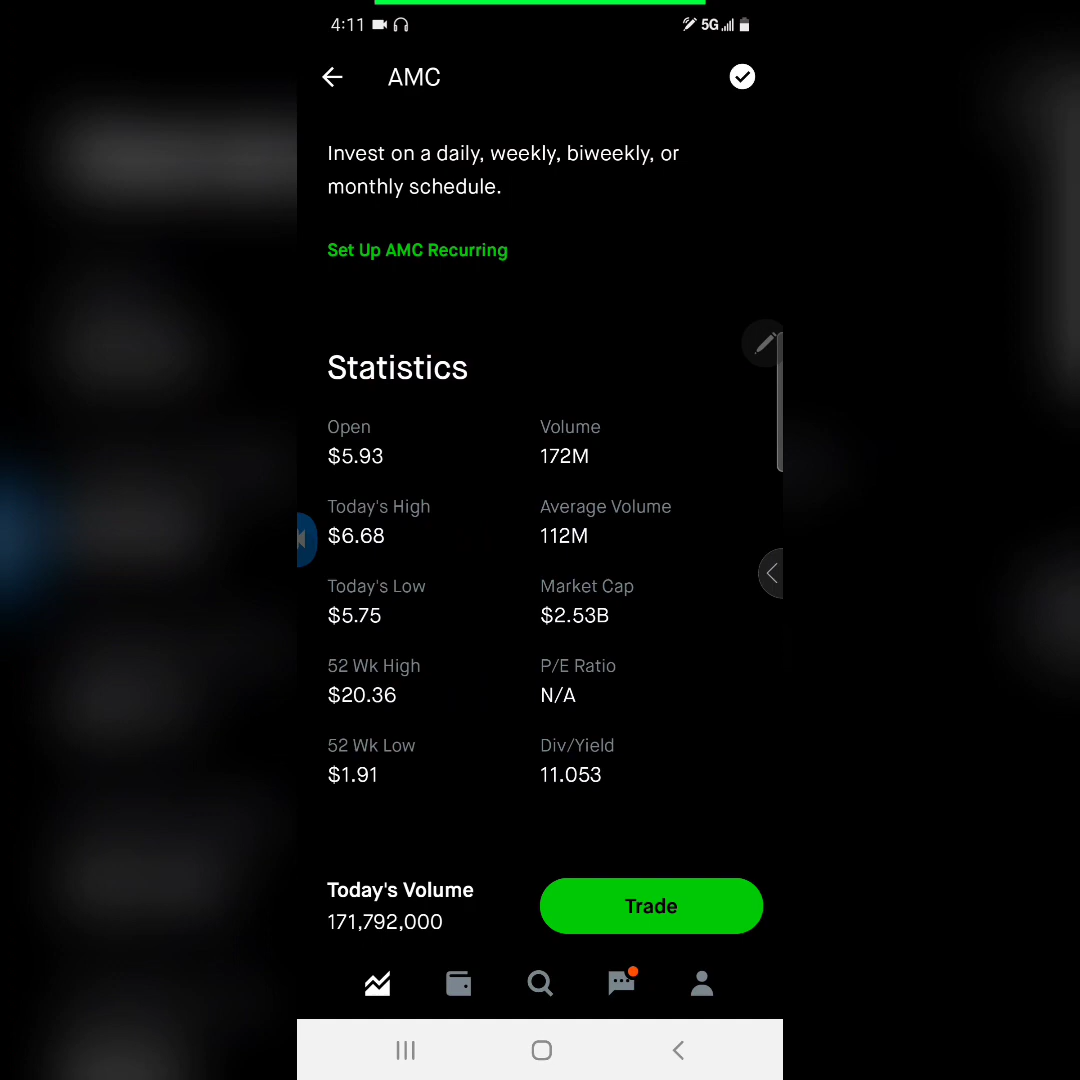 4:11 5G
AMC
Invest on a daily, weekly, biweekly, or
monthly schedule.
Set Up AMC Recurring
Statistics
Open Volume
$5.93 172M
Today's High Average Volume
$6.68 112M
Today's Low Market Cap
$5.75 $2.53B
52 Wk High P/E Ratio
$20.36 N/A
52 Wk Low Div/Yield
$1.91 11.053
Today's Volume
171,792,000
Trade